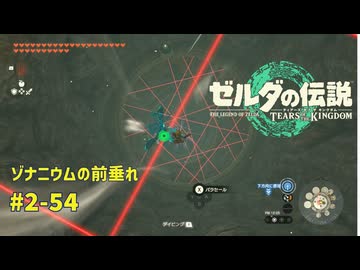 ゼルダの伝説
THE LEGEND OF ZELDA
TEARS OF THE KINGDOM
ゾナニウムの前垂れ
#2-54
X パラセール
ダイビング